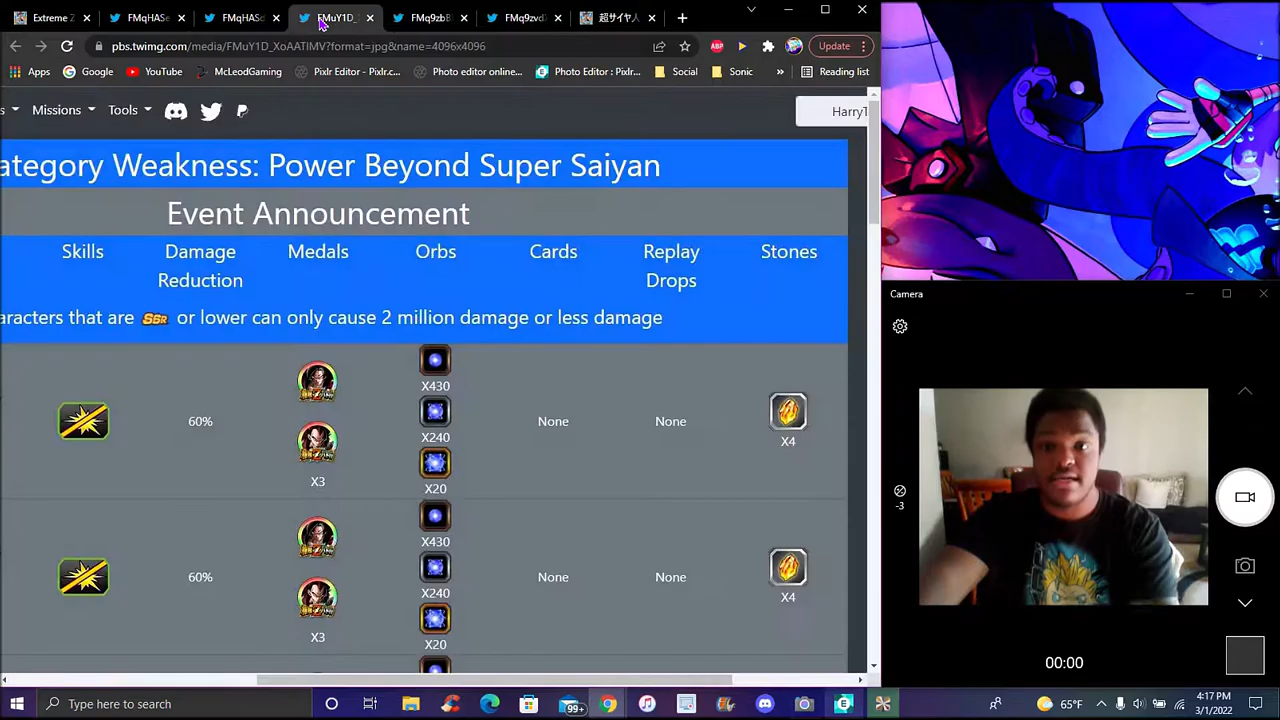 Extreme Z
FMqHASe
FMqHASe
FMuY1D_
FMq9zbB
FMq9zvd
超サイヤ人
pbs.twimg.com/media/FMuY1D_XoAATIMV?format=jpg&name=4096x4096
ABP
Update
Apps
Google
YouTube
McLeodGaming
Pixlr Editor - Pixlr.c...
Photo editor online...
Photo Editor : Pixlr...
Social
Sonic
»
Reading list
Missions
Tools
Harry1
ategory Weakness: Power Beyond Super Saiyan
Event Announcement
Skills
Damage Reduction
Medals
Orbs
Cards
Replay Drops
Stones
aracters that are SSR or lower can only cause 2 million damage or less damage
60%
X3
X430
X240
X20
None
None
X4
60%
X3
X430
X240
X20
None
None
X4
Camera
-3
00:00
Type here to search
99+
65°F
4:17 PM
3/1/2022